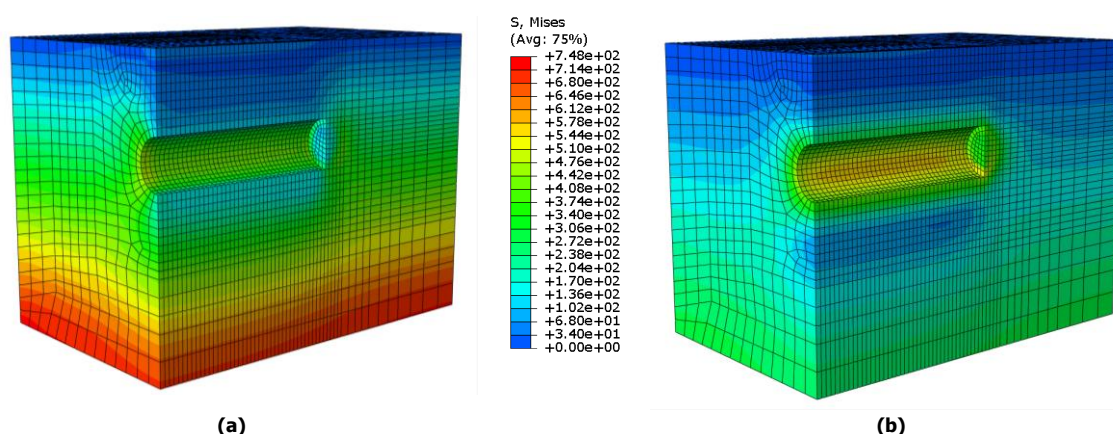 S, Mises
(Avg: 75%)
+7.48e+02
+7.14e+02
+6.80e+02
+6.46e+02
+6.12e+02
+5.78e+02
+5.44e+02
+5.10e+02
+4.76e+02
+4.42e+02
+4.08e+02
+3.74e+02
+3.40e+02
+3.06e+02
+2.72e+02
+2.38e+02
+2.04e+02
+1.70e+02
+1.36e+02
+1.02e+02
+6.80e+01
+3.40e+01
+0.00e+00
(a)
(b)